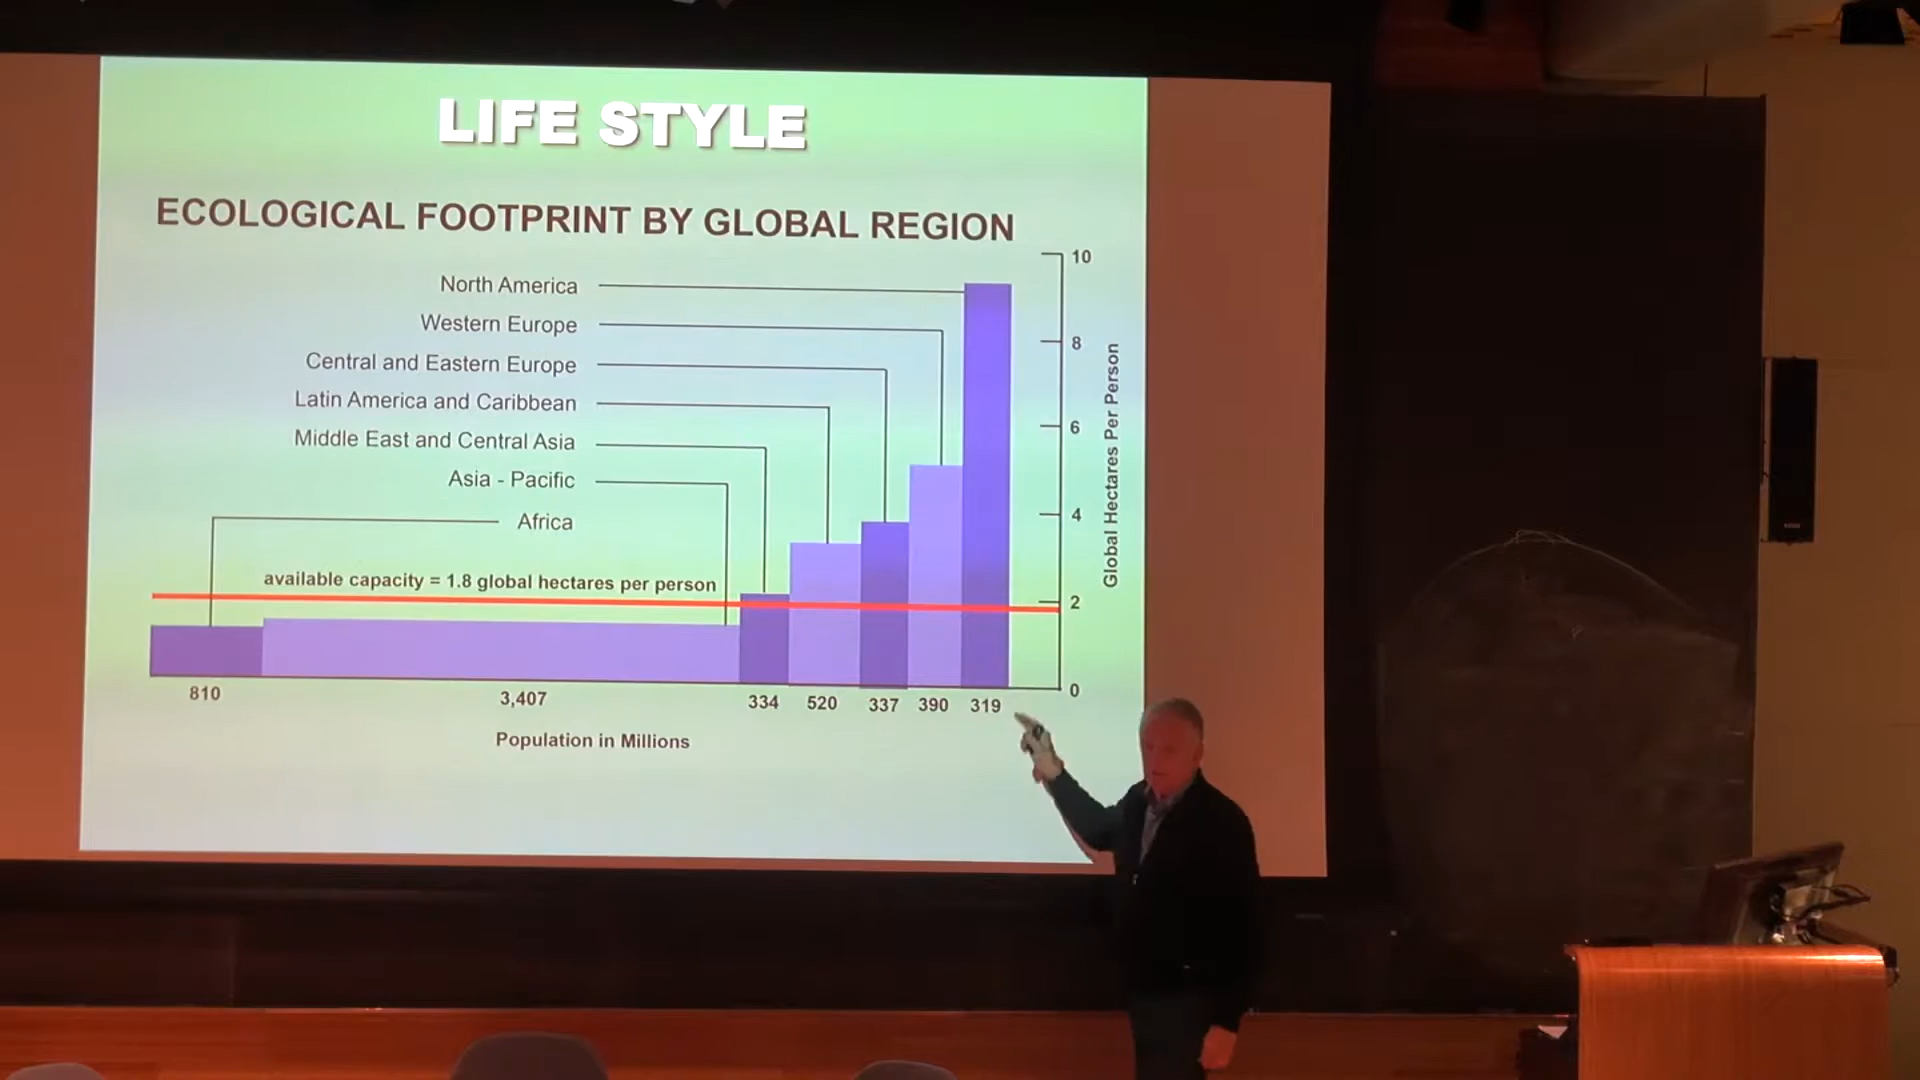 LIFE STYLE
ECOLOGICAL FOOTPRINT BY GLOBAL REGION
North America
Western Europe
Central and Eastern Europe
Latin America and Caribbean
Middle East and Central Asia
Asia - Pacific
Africa
available capacity = 1.8 global hectares per person
10
8
6
4
2
0
Global Hectares Per Person
810
3,407
334
520
337
390
319
Population in Millions